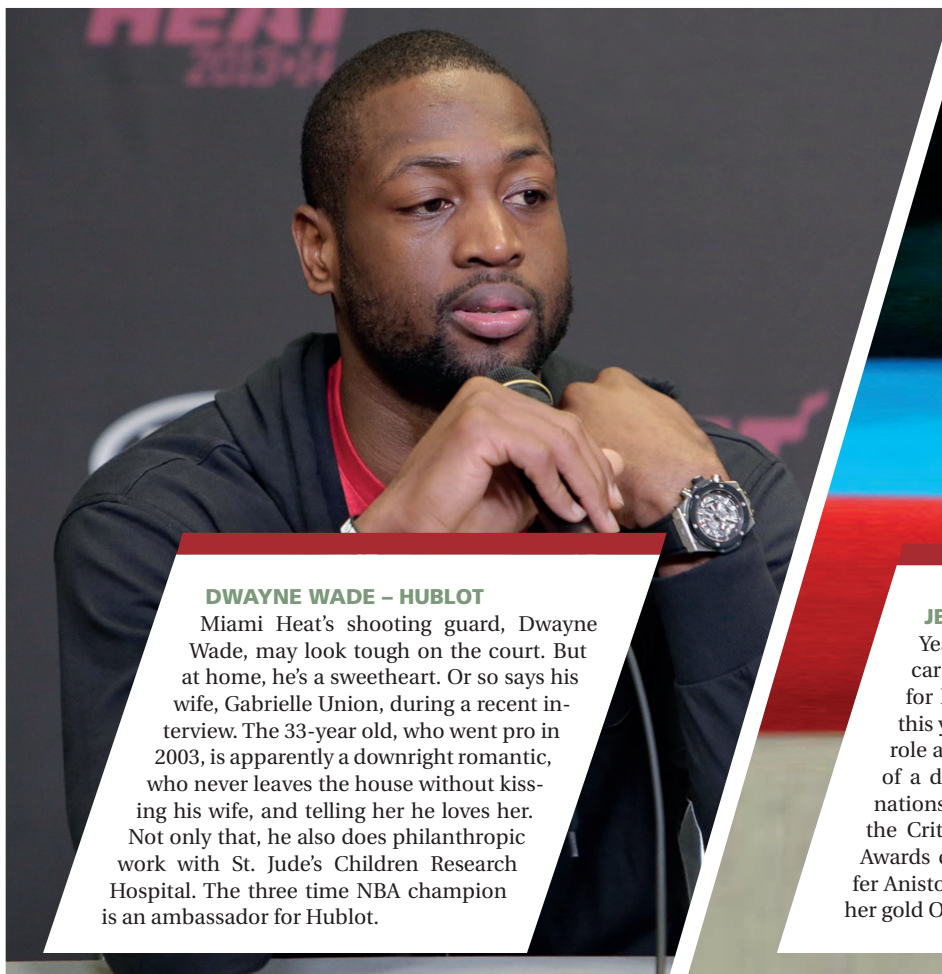 HEAT
2013•14
DWAYNE WADE – HUBLOT
Miami Heat’s shooting guard, Dwayne
Wade, may look tough on the court. But
at home, he’s a sweetheart. Or so says his
wife, Gabrielle Union, during a recent in-
terview. The 33-year old, who went pro in
2003, is apparently a downright romantic,
who never leaves the house without kiss-
ing his wife, and telling her he loves her.
Not only that, he also does philanthropic
work with St. Jude’s Children Research
Hospital. The three time NBA champion
is an ambassador for Hublot.
JE
Yea
car
for
this y
role a
of a d
nations
the Crit
Awards
fer Anisto
her gold O